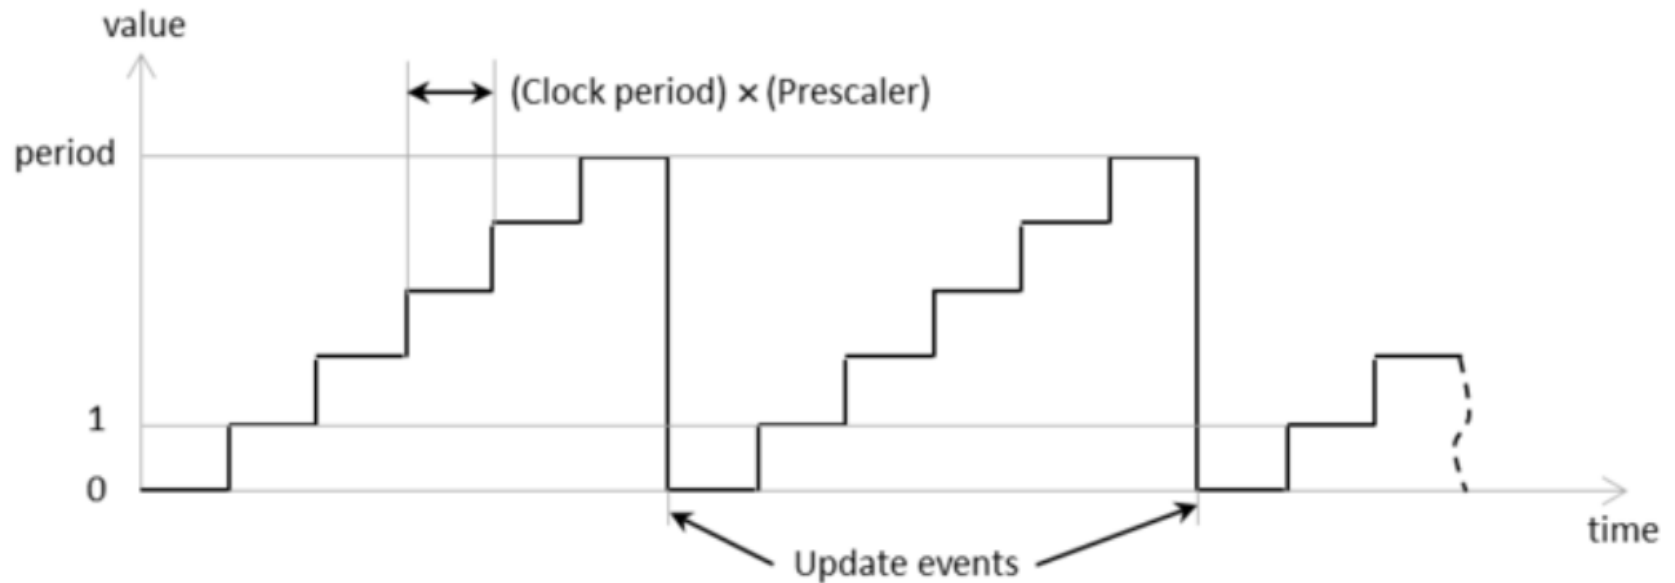 value
(Clock period) × (Prescaler)
period
1
0
time
Update events